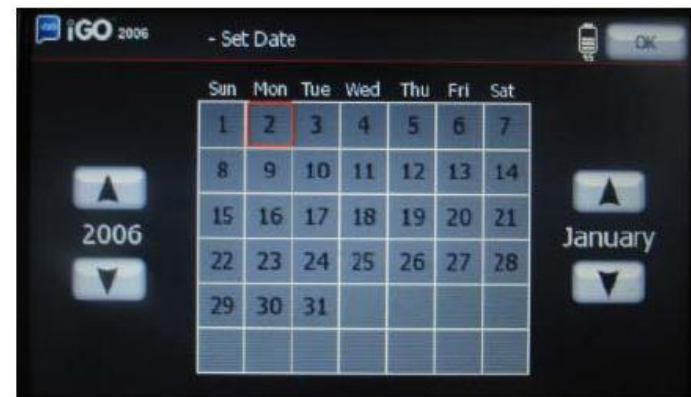 iGO 2006 - Set Date OK
Sun Mon Tue Wed Thu Fri Sat
1 2 3 4 5 6 7
8 9 10 11 12 13 14
15 16 17 18 19 20 21
2006
January
22 23 24 25 26 27 28
29 30 31